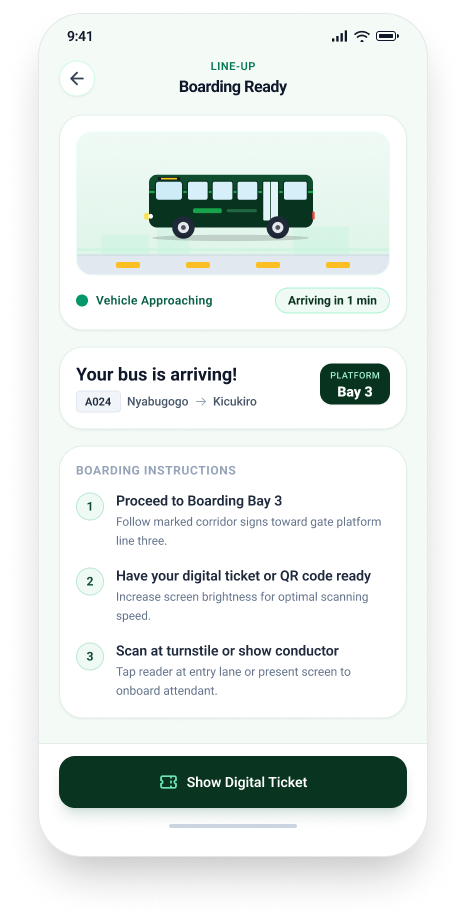 9:41
LINE-UP
Boarding Ready
Vehicle Approaching
Arriving in 1 min
Your bus is arriving!
A024 Nyabugogo → Kicukiro
PLATFORM
Bay 3
BOARDING INSTRUCTIONS
1
Proceed to Boarding Bay 3
Follow marked corridor signs toward gate platform
line three.
2
Have your digital ticket or QR code ready
Increase screen brightness for optimal scanning
speed.
3
Scan at turnstile or show conductor
Tap reader at entry lane or present screen to
onboard attendant.
Show Digital Ticket